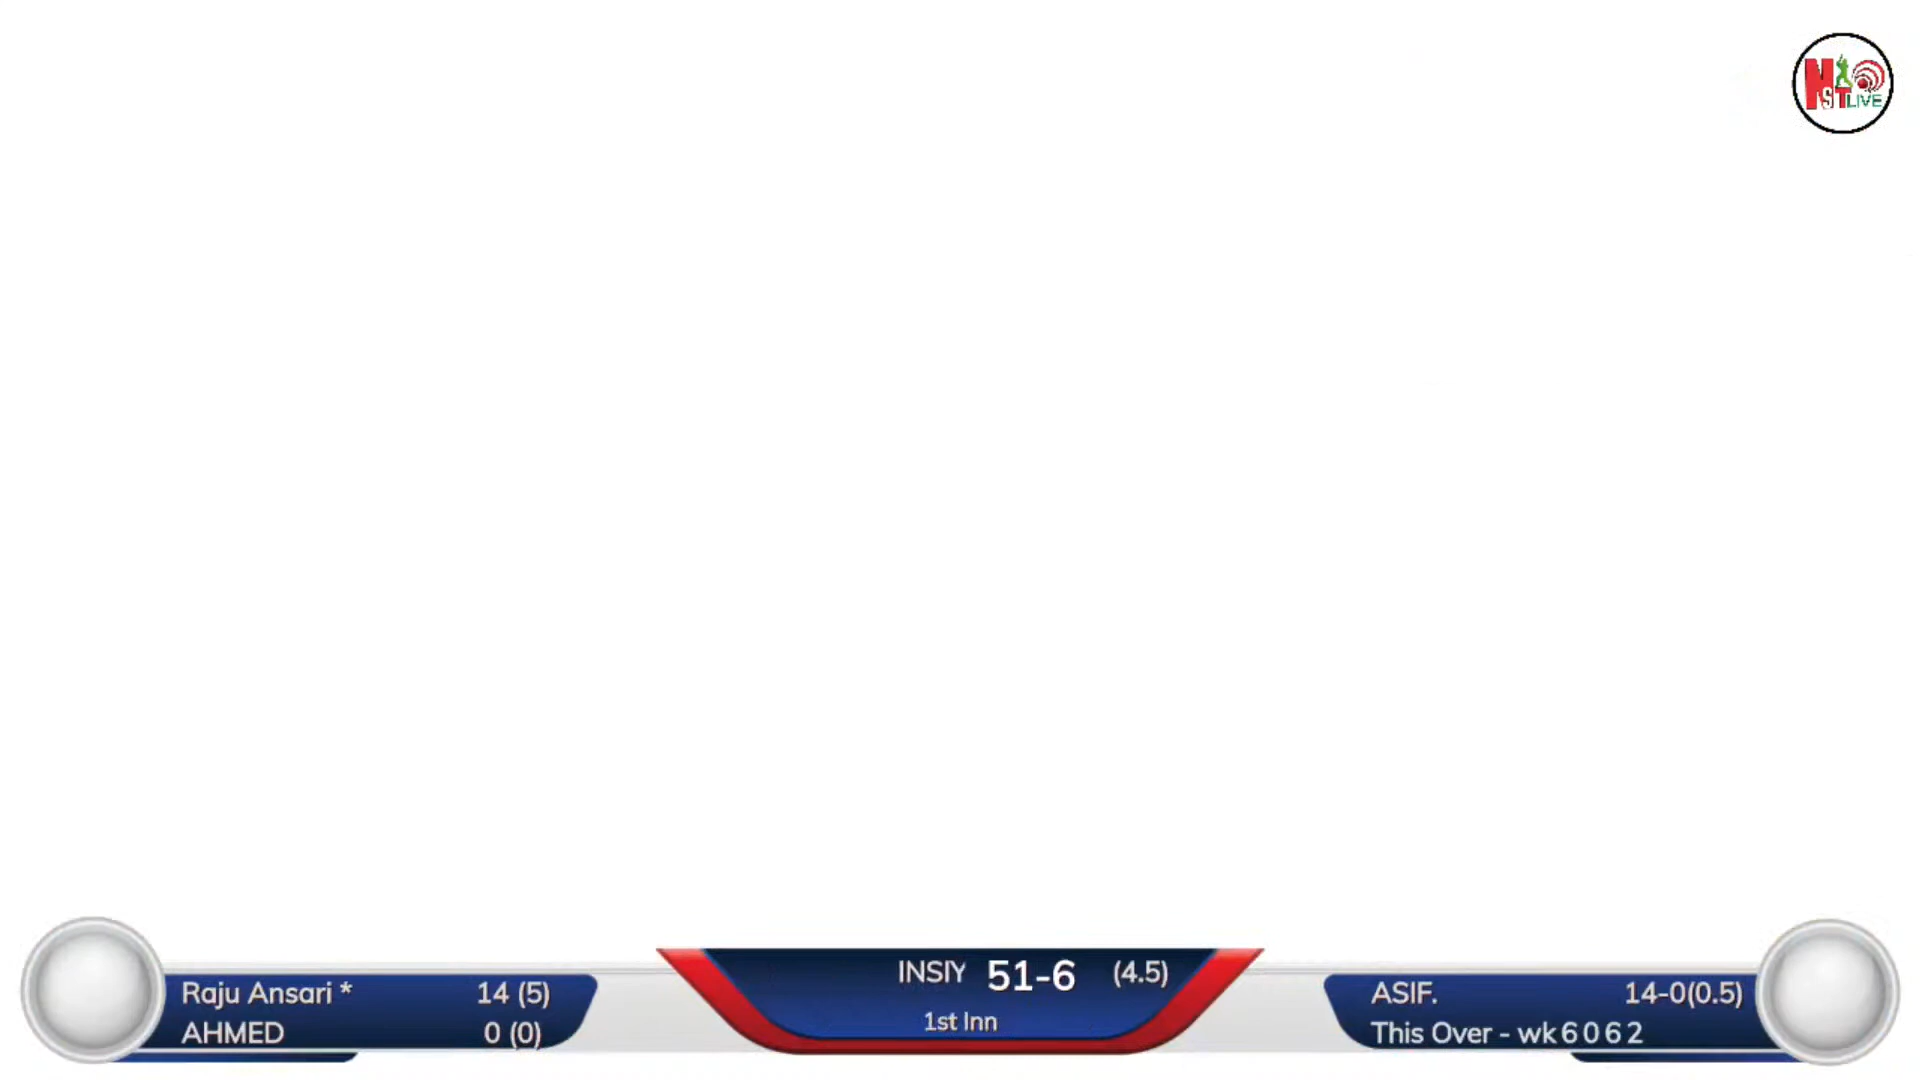 NST LIVE
Raju Ansari * 14 (5)
AHMED 0 (0)
INSIY 51-6 (4.5)
1st Inn
ASIF. 14-0(0.5)
This Over - wk 6 0 6 2